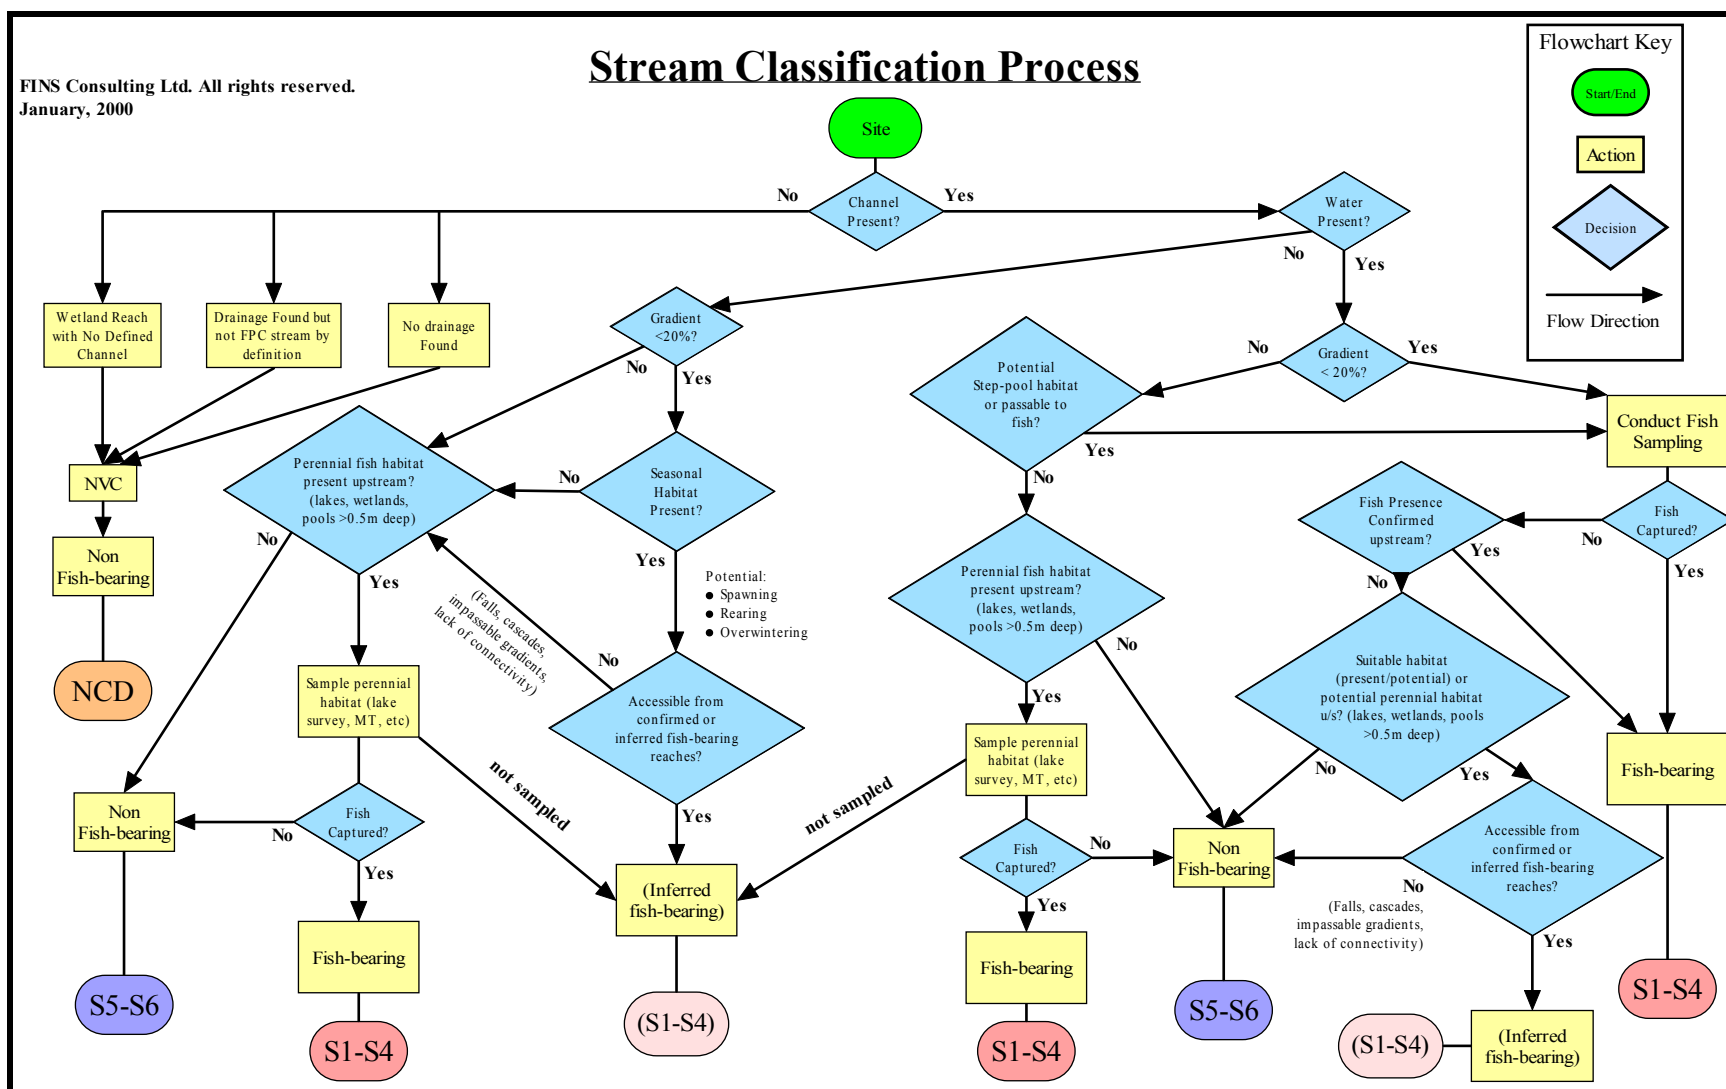 Stream Classification Process
FINS Consulting Ltd. All rights reserved.
January, 2000
Flowchart Key
Start/End
Action
Decision
Flow Direction
Site
Channel
Present?
No
Yes
Water
Present?
No
Yes
Wetland Reach
with No Defined
Channel
Drainage Found but
not FPC stream by
definition
No drainage
Found
NVC
Non
Fish-bearing
NCD
Gradient
<20%?
No
Yes
Perennial fish habitat
present upstream?
(lakes, wetlands,
pools >0.5m deep)
No
Yes
Seasonal
Habitat
Present?
No
Yes
Potential:
● Spawning
● Rearing
● Overwintering
(Falls, cascades,
impassable gradients,
lack of connectivity)
No
Accessible from
confirmed or
inferred fish-bearing
reaches?
Yes
Sample perennial
habitat (lake
survey, MT, etc)
not sampled
Fish
Captured?
No
Yes
Non
Fish-bearing
S5-S6
Fish-bearing
S1-S4
(Inferred
fish-bearing)
(S1-S4)
Gradient
< 20%?
No
Yes
Potential
Step-pool habitat
or passable to
fish?
Yes
No
Conduct Fish
Sampling
Fish
Captured?
No
Yes
Fish Presence
Confirmed
upstream?
Yes
No
Perennial fish habitat
present upstream?
(lakes, wetlands,
pools >0.5m deep)
No
Yes
Suitable habitat
(present/potential) or
potential perennial habitat
u/s? (lakes, wetlands, pools
>0.5m deep)
No
Yes
Sample perennial
habitat (lake
survey, MT, etc)
not sampled
Fish
Captured?
No
Yes
Fish-bearing
S1-S4
Non
Fish-bearing
S5-S6
Accessible from
confirmed or
inferred fish-bearing
reaches?
No
(Falls, cascades,
impassable gradients,
lack of connectivity)
Yes
Fish-bearing
S1-S4
(Inferred
fish-bearing)
(S1-S4)